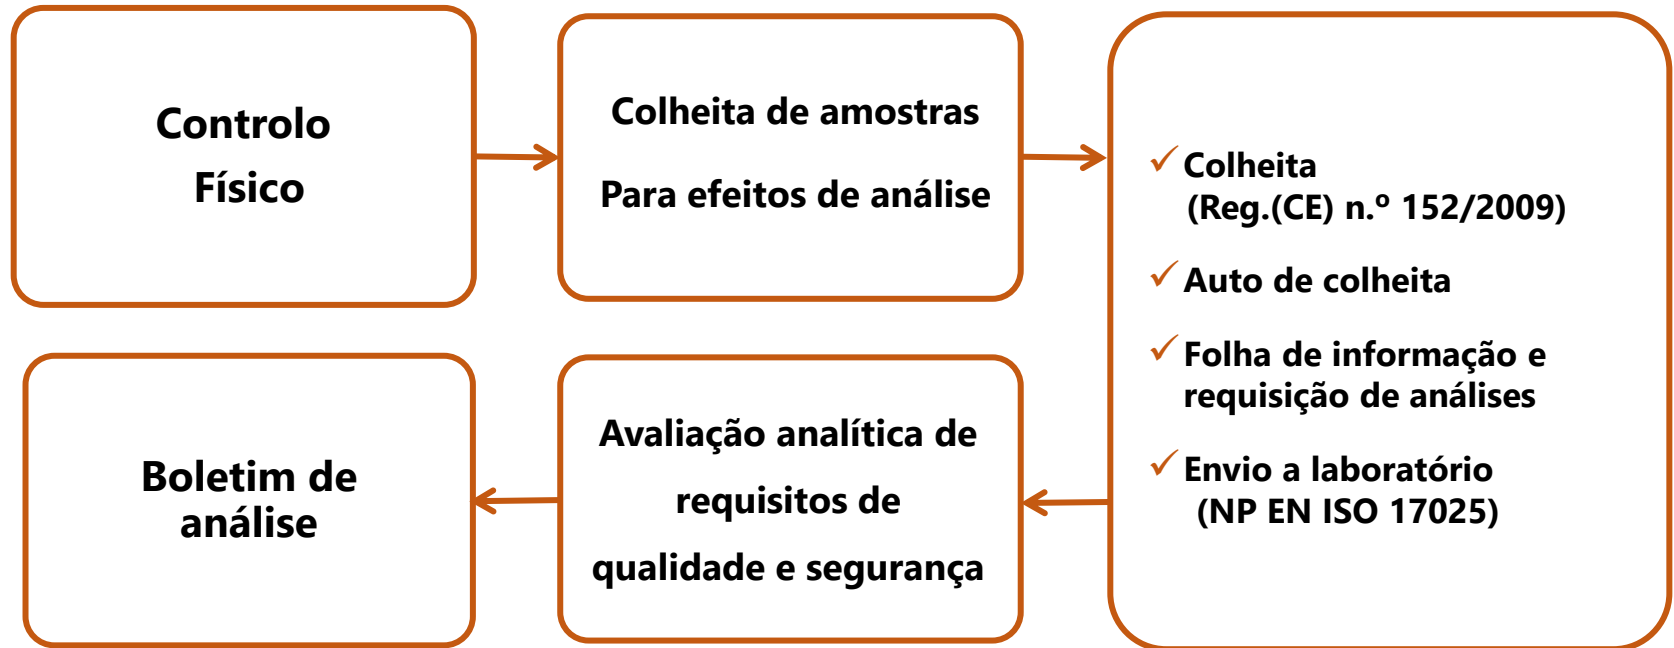 Controlo
Físico
Colheita de amostras
Para efeitos de análise
✓ Colheita
(Reg.(CE) n.º 152/2009)
✓ Auto de colheita
✓ Folha de informação e
requisição de análises
✓ Envio a laboratório
(NP EN ISO 17025)
Avaliação analítica de
requisitos de
qualidade e segurança
Boletim de
análise